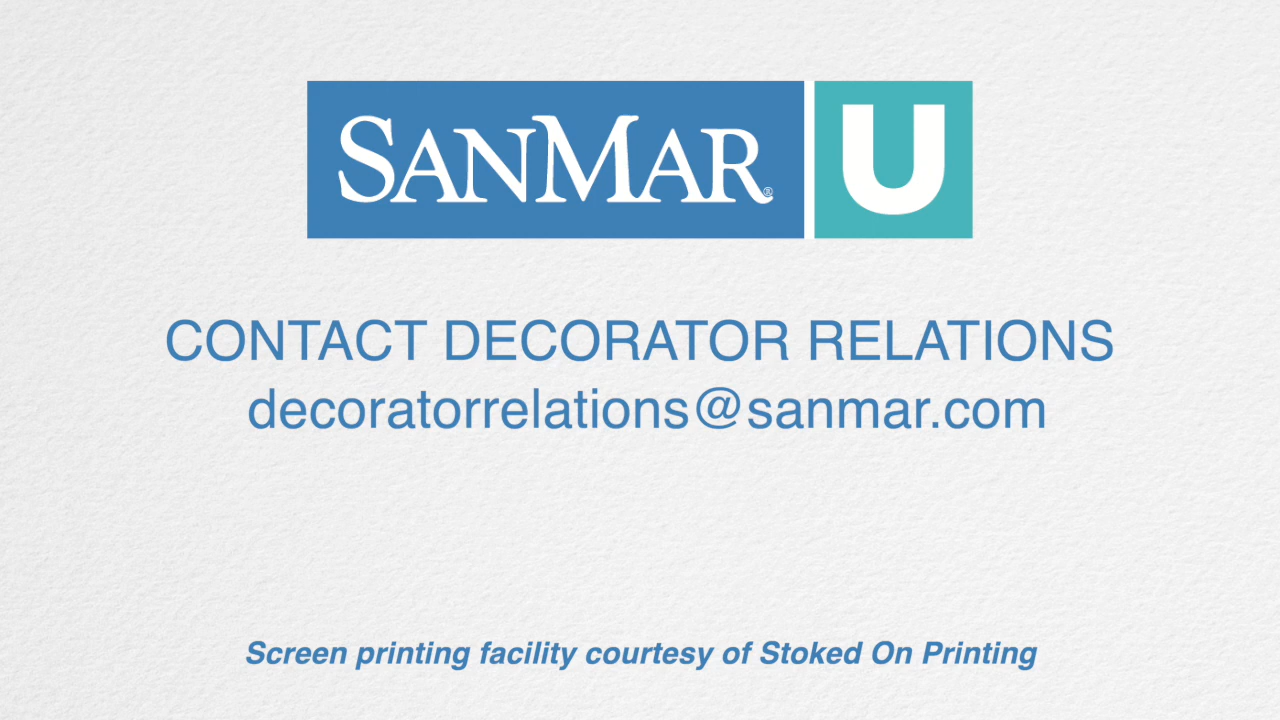 SANMAR® U
CONTACT DECORATOR RELATIONS
decoratorrelations@sanmar.com
Screen printing facility courtesy of Stoked On Printing